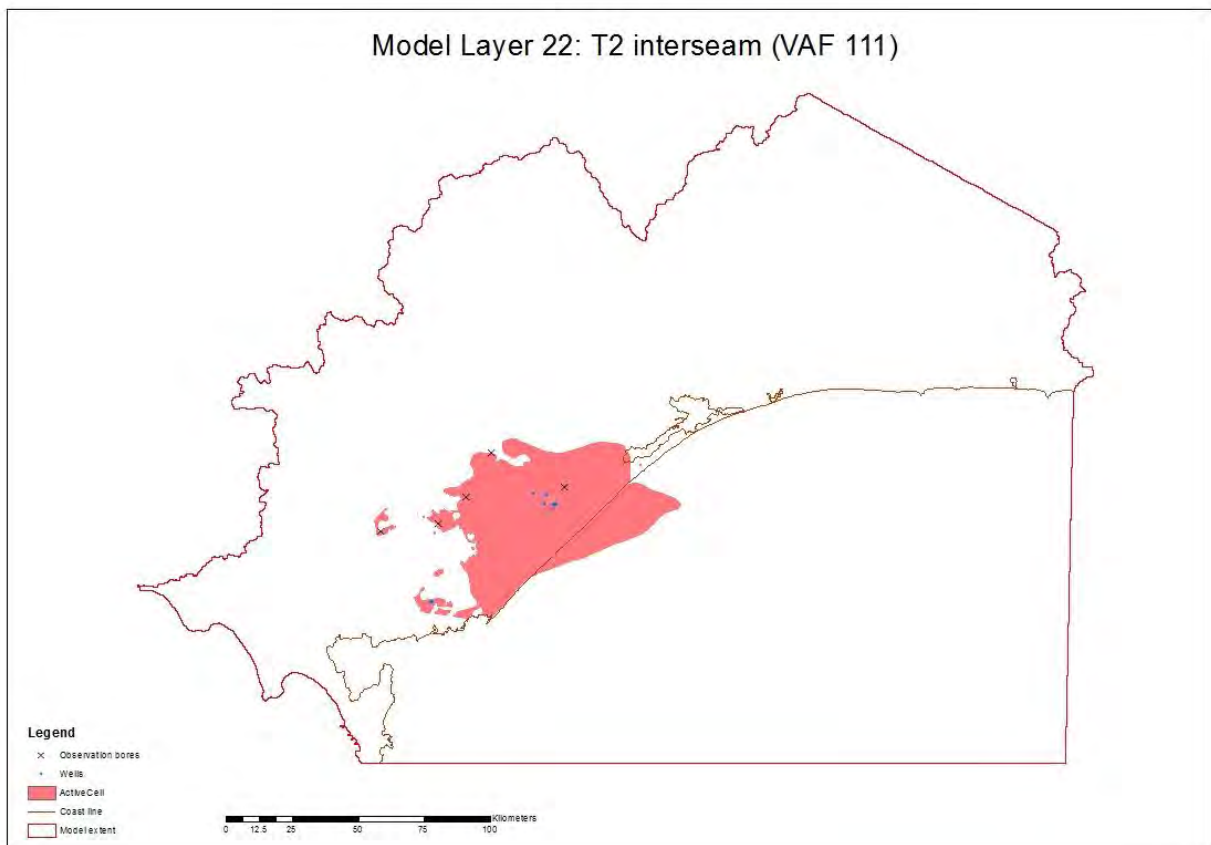 Model Layer 22: T2 interseam (VAF 111)
Legend
Observation bores
Wells
ActiveCell
Coast line
Model extent
Kilometers
0 12.5 25 50 75 100